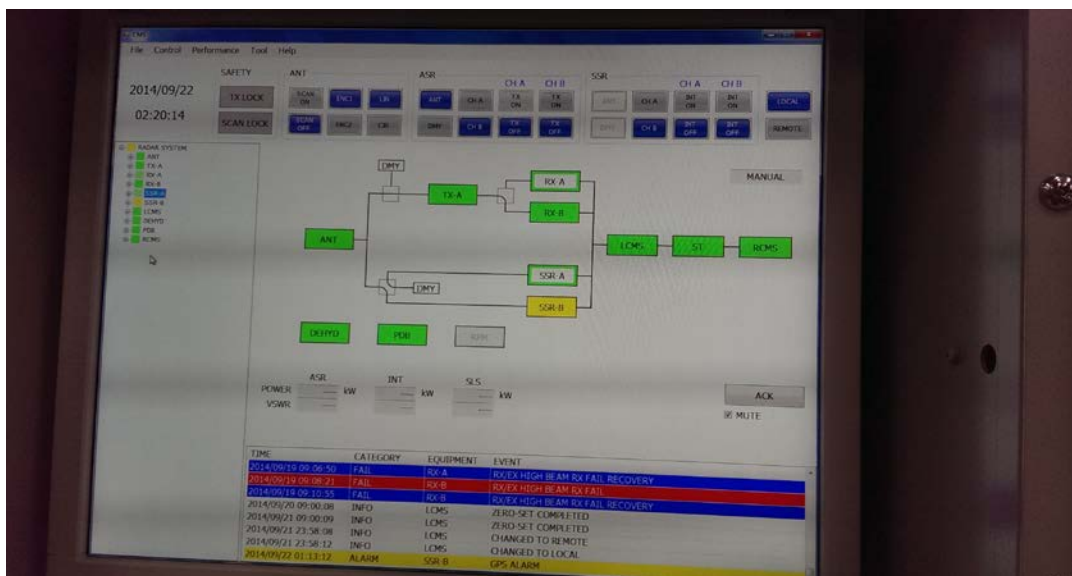 CMS
File Control Performance Tool Help
SAFETY ANT ASR CH A CH B SSR CH A CH B
2014/09/22
02:20:14
TX LOCK SCAN ON ENC1 LIN ANT CH A TX ON TX ON ANT CH A INT ON INT ON LOCAL
SCAN LOCK SCAN OFF ENC2 CIR DMY CH B TX OFF TX OFF DMY CH B INT OFF INT OFF REMOTE
RADAR SYSTEM
ANT
TX-A
RX-A
RX-B
SSR-A
SSR-B
LCMS
DEHYD
PDB
RCMS
DMY
MANUAL
RX-A
TX-A
RX-B
ANT
LCMS ST RCMS
SSR-A
DMY
SSR-B
DEHYD PDB
ASR INT SLS
POWER kW kW kW
VSWR
ACK
MUTE
TIME CATEGORY EQUIPMENT EVENT
2014/09/19 09:06:50 FAIL RX-A RX/EX HIGH BEAM RX FAIL RECOVERY
2014/09/19 09:08:21 FAIL RX-B RX/EX HIGH BEAM RX FAIL
2014/09/19 09:10:55 FAIL RX-B RX/EX HIGH BEAM RX FAIL RECOVERY
2014/09/20 09:00:08 INFO LCMS ZERO-SET COMPLETED
2014/09/21 09:00:09 INFO LCMS ZERO-SET COMPLETED
2014/09/21 23:58:08 INFO LCMS CHANGED TO REMOTE
2014/09/21 23:58:12 INFO LCMS CHANGED TO LOCAL
2014/09/22 01:13:12 ALARM SSR-B GPS ALARM